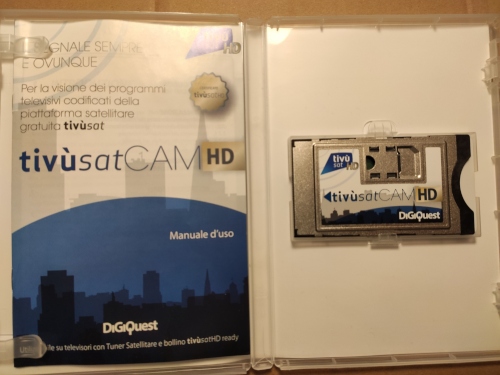 SEGNALE SEMPRE
E OVUNQUE
HD
Per la visione dei programmi
televisivi codificati della
piattaforma satellitare
gratuita tivùsat
tivùsatCAM HD
Manuale d'uso
DiGiQuest
su televisori con Tuner Satellitare e bollino tivùsatHD ready
tivù
sat HD
tivùsatCAM HD
DiGiQuest